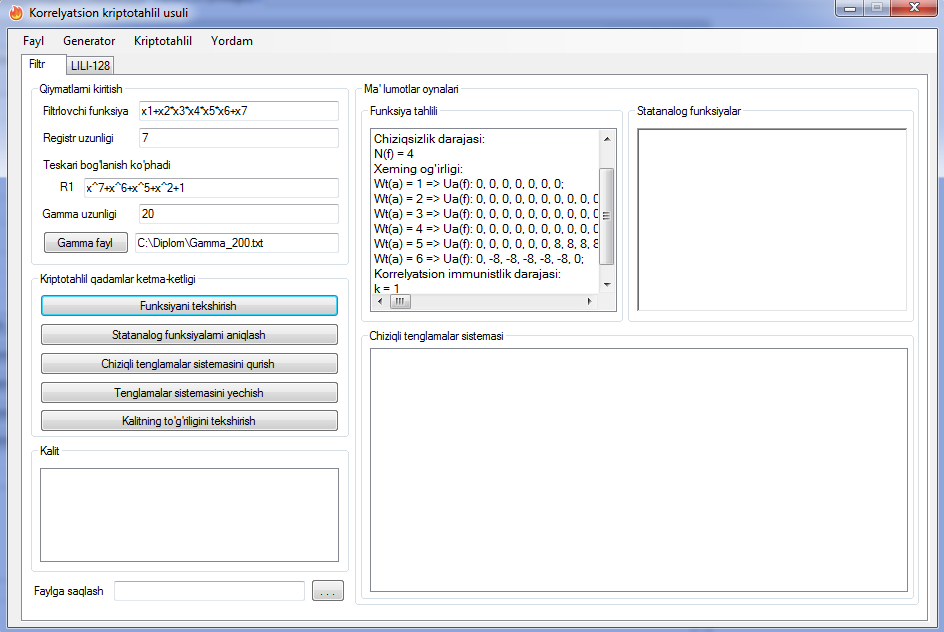 Korrelyatsion kriptotahlil usuli
Fayl Generator Kriptotahlil Yordam
Filtr LILI-128
Qiymatlarni kiritish
Filtrlovchi funksiya x1+x2*x3*x4*x5*x6+x7
Registr uzunligi 7
Teskari bog'lanish ko'phadi
R1 x^7+x^6+x^5+x^2+1
Gamma uzunligi 20
Gamma fayl C:\Diplom\Gamma_200.txt
Kriptotahlil qadamlar ketma-ketligi
Funksiyani tekshirish
Statanalog funksiyalarni aniqlash
Chiziqli tenglamalar sistemasini qurish
Tenglamalar sistemasini yechish
Kalitning to'g'riligini tekshirish
Kalit
Faylga saqlash ...
Ma'lumotlar oynalari
Funksiya tahlili
Chiziqsizlik darajasi:
N(f) = 4
Xeming og'irligi:
Wt(a) = 1 => Ua(f): 0, 0, 0, 0, 0, 0, 0;
Wt(a) = 2 => Ua(f): 0, 0, 0, 0, 0, 0, 0, 0, 0, 0
Wt(a) = 3 => Ua(f): 0, 0, 0, 0, 0, 0, 0, 0, 0, 0
Wt(a) = 4 => Ua(f): 0, 0, 0, 0, 0, 0, 0, 0, 0, 0
Wt(a) = 5 => Ua(f): 0, 0, 0, 0, 0, 0, 8, 8, 8, 8
Wt(a) = 6 => Ua(f): 0, -8, -8, -8, -8, -8, 0;
Korrelyatsion immunistlik darajasi:
k = 1
Statanalog funksiyalar
Chiziqli tenglamalar sistemasi